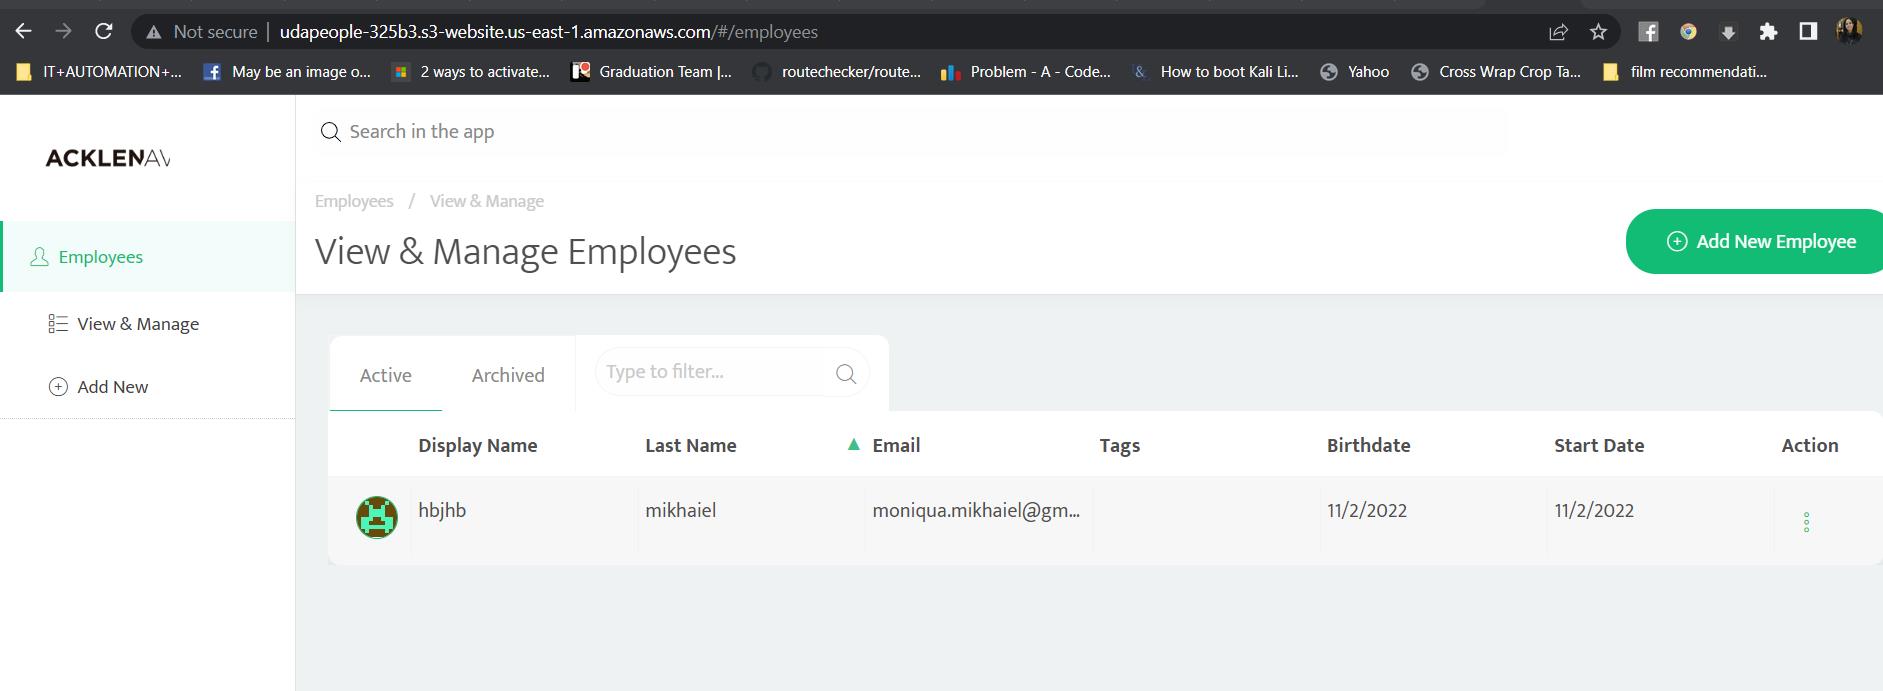 Not secure | udapeople-325b3.s3-website.us-east-1.amazonaws.com/#/employees
IT+AUTOMATION+... May be an image o... 2 ways to activate... Graduation Team |... routechecker/route... Problem - A - Code... How to boot Kali Li... Yahoo Cross Wrap Crop Ta... film recommendati...
Search in the app
ACKLENAV
Employees / View & Manage
View & Manage Employees
Add New Employee
Employees
View & Manage
Add New
Active Archived Type to filter...
Display Name Last Name Email Tags Birthdate Start Date Action
hbjhb mikhaiel moniqua.mikhaiel@gm... 11/2/2022 11/2/2022